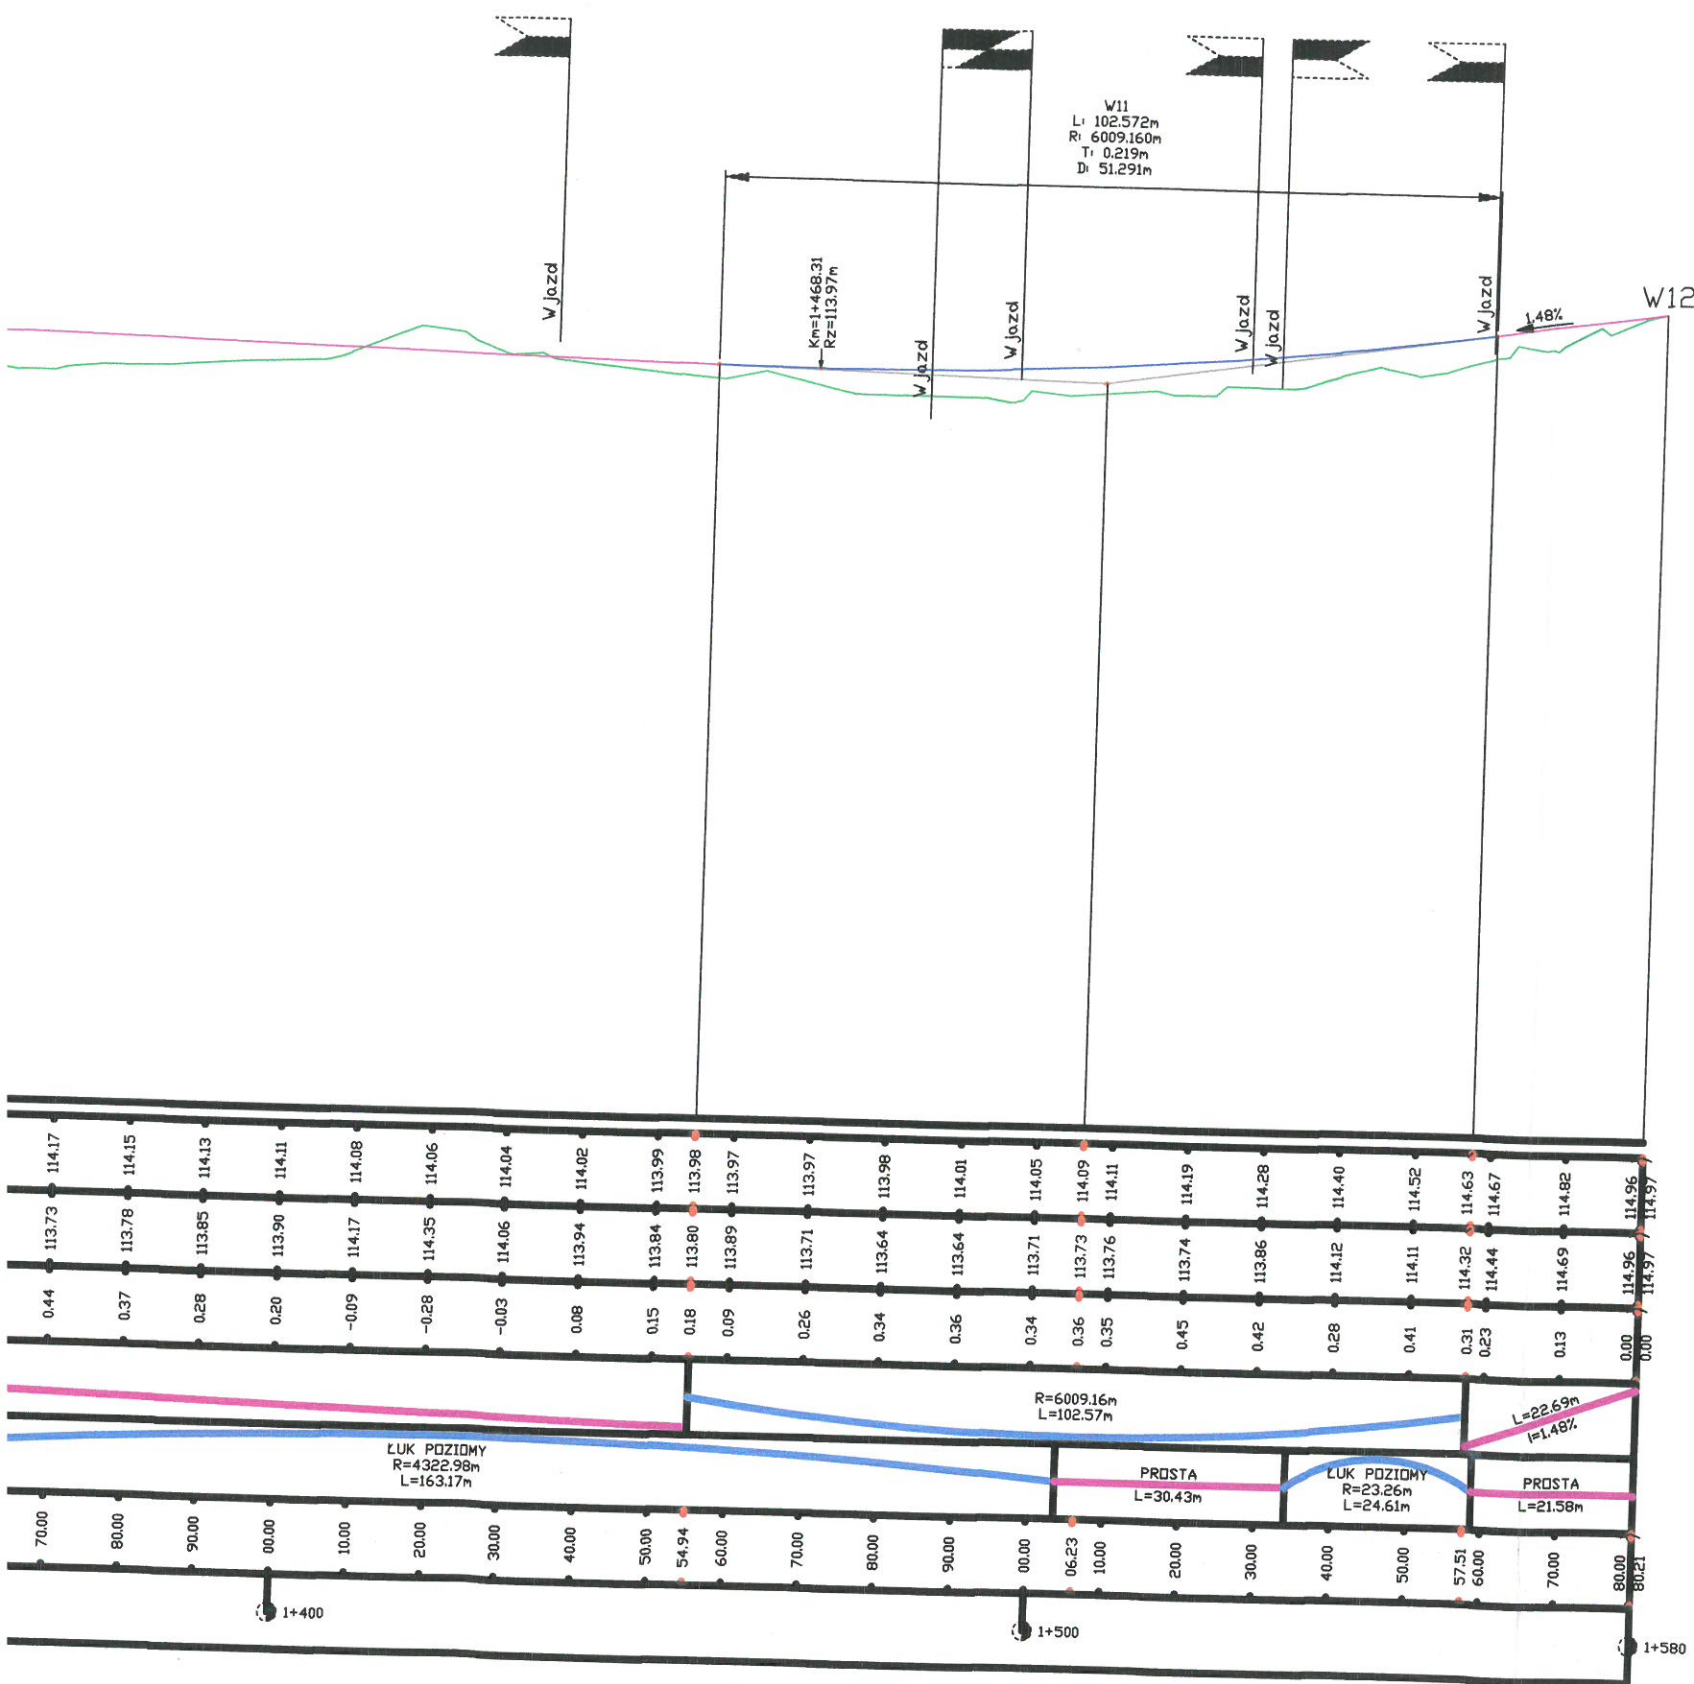 W11
L: 102.572m
R: 6009.160m
T: 0.219m
D: 51.291m
Wjazd
Km=1+468.31
Rz=113.97m
Wjazd
Wjazd
Wjazd
Wjazd
Wjazd
1.48%
W12
114.17 114.15 114.13 114.11 114.08 114.06 114.04 114.02 113.99 113.98 113.97 113.97 113.98 114.01 114.05 114.09 114.11 114.19 114.28 114.40 114.52 114.63 114.67 114.82 114.96 114.97
113.73 113.78 113.85 113.90 114.17 114.35 114.06 113.94 113.84 113.80 113.89 113.71 113.64 113.64 113.71 113.73 113.76 113.74 113.86 114.12 114.11 114.32 114.44 114.69 114.96 114.97
0.44 0.37 0.28 0.20 -0.09 -0.28 -0.03 0.08 0.15 0.18 0.09 0.26 0.34 0.36 0.34 0.36 0.35 0.45 0.42 0.28 0.41 0.31 0.23 0.13 0.00 0.00
R=6009.16m
L=102.57m
L=22.69m
I=1.48%
ŁUK POZIOMY
R=4322.98m
L=163.17m
PROSTA
L=30.43m
ŁUK POZIOMY
R=23.26m
L=24.61m
PROSTA
L=21.58m
70.00 80.00 90.00 00.00 10.00 20.00 30.00 40.00 50.00 54.94 60.00 70.00 80.00 90.00 00.00 06.23 10.00 20.00 30.00 40.00 50.00 57.51 60.00 70.00 80.00 80.21
1+400
1+500
1+580